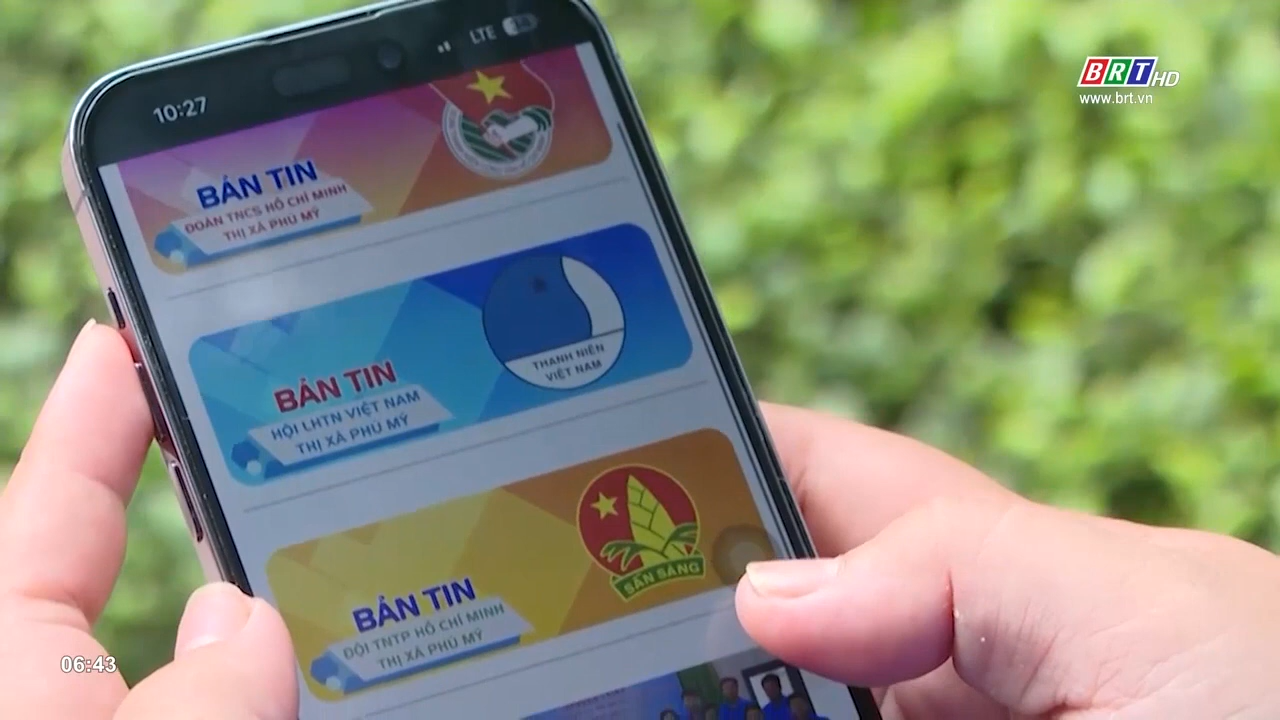 BRT HD
www.brt.vn
10:27
LTE
BẢN TIN
ĐOÀN TNCS HỒ CHÍ MINH
THỊ XÃ PHÚ MỸ
THANH NIÊN
VIỆT NAM
BẢN TIN
HỘI LHTN VIỆT NAM
THỊ XÃ PHÚ MỸ
SẴN SÀNG
BẢN TIN
ĐỘI TNTP HỒ CHÍ MINH
THỊ XÃ PHÚ MỸ
06:43